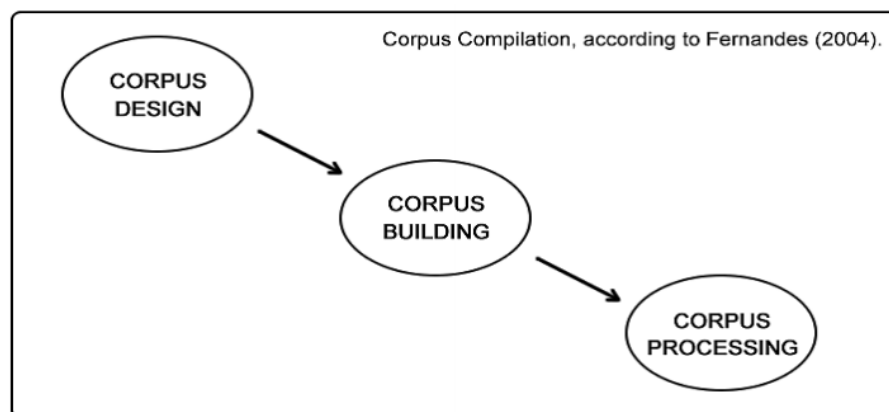 Corpus Compilation, according to Fernandes (2004).
CORPUS
DESIGN
CORPUS
BUILDING
CORPUS
PROCESSING